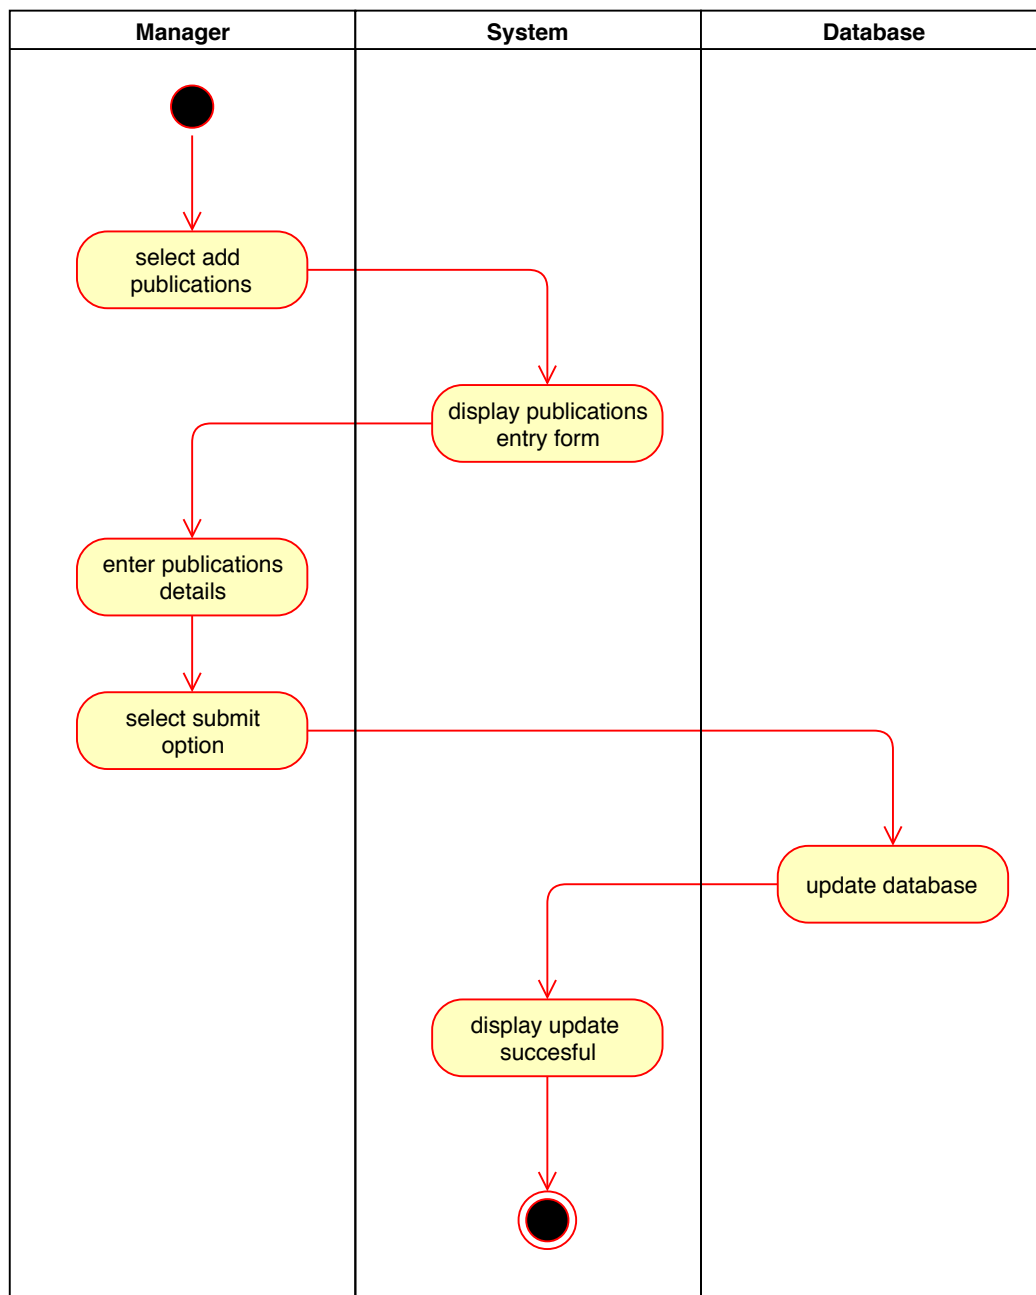 Manager
System
Database
select add
publications
display publications
entry form
enter publications
details
select submit
option
update database
display update
succesful